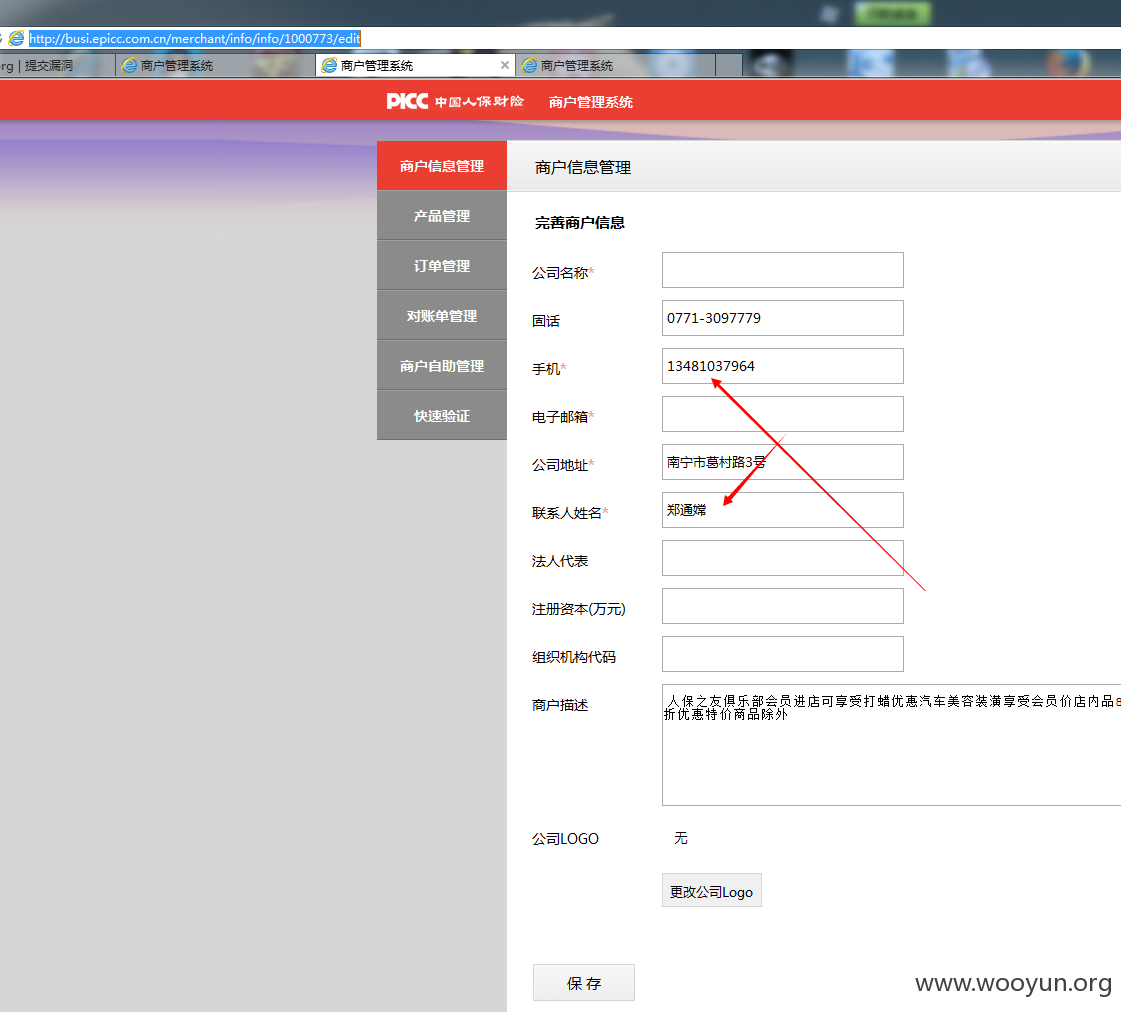 http://busi.epicc.com.cn/merchant/info/info/1000773/edit
rg | 提交漏洞
商户管理系统
商户管理系统
商户管理系统
PICC 中国人保财险 商户管理系统
商户信息管理
产品管理
订单管理
对账单管理
商户自助管理
快速验证
商户信息管理
完善商户信息
公司名称*
固话 0771-3097779
手机* 13481037964
电子邮箱*
公司地址* 南宁市葛村路3号
联系人姓名* 郑通嫦
法人代表
注册资本(万元)
组织机构代码
商户描述 人保之友俱乐部会员进店可享受打蜡优惠汽车美容装潢享受会员价店内品8
折优惠特价商品除外
公司LOGO 无
更改公司Logo
保 存
www.wooyun.org